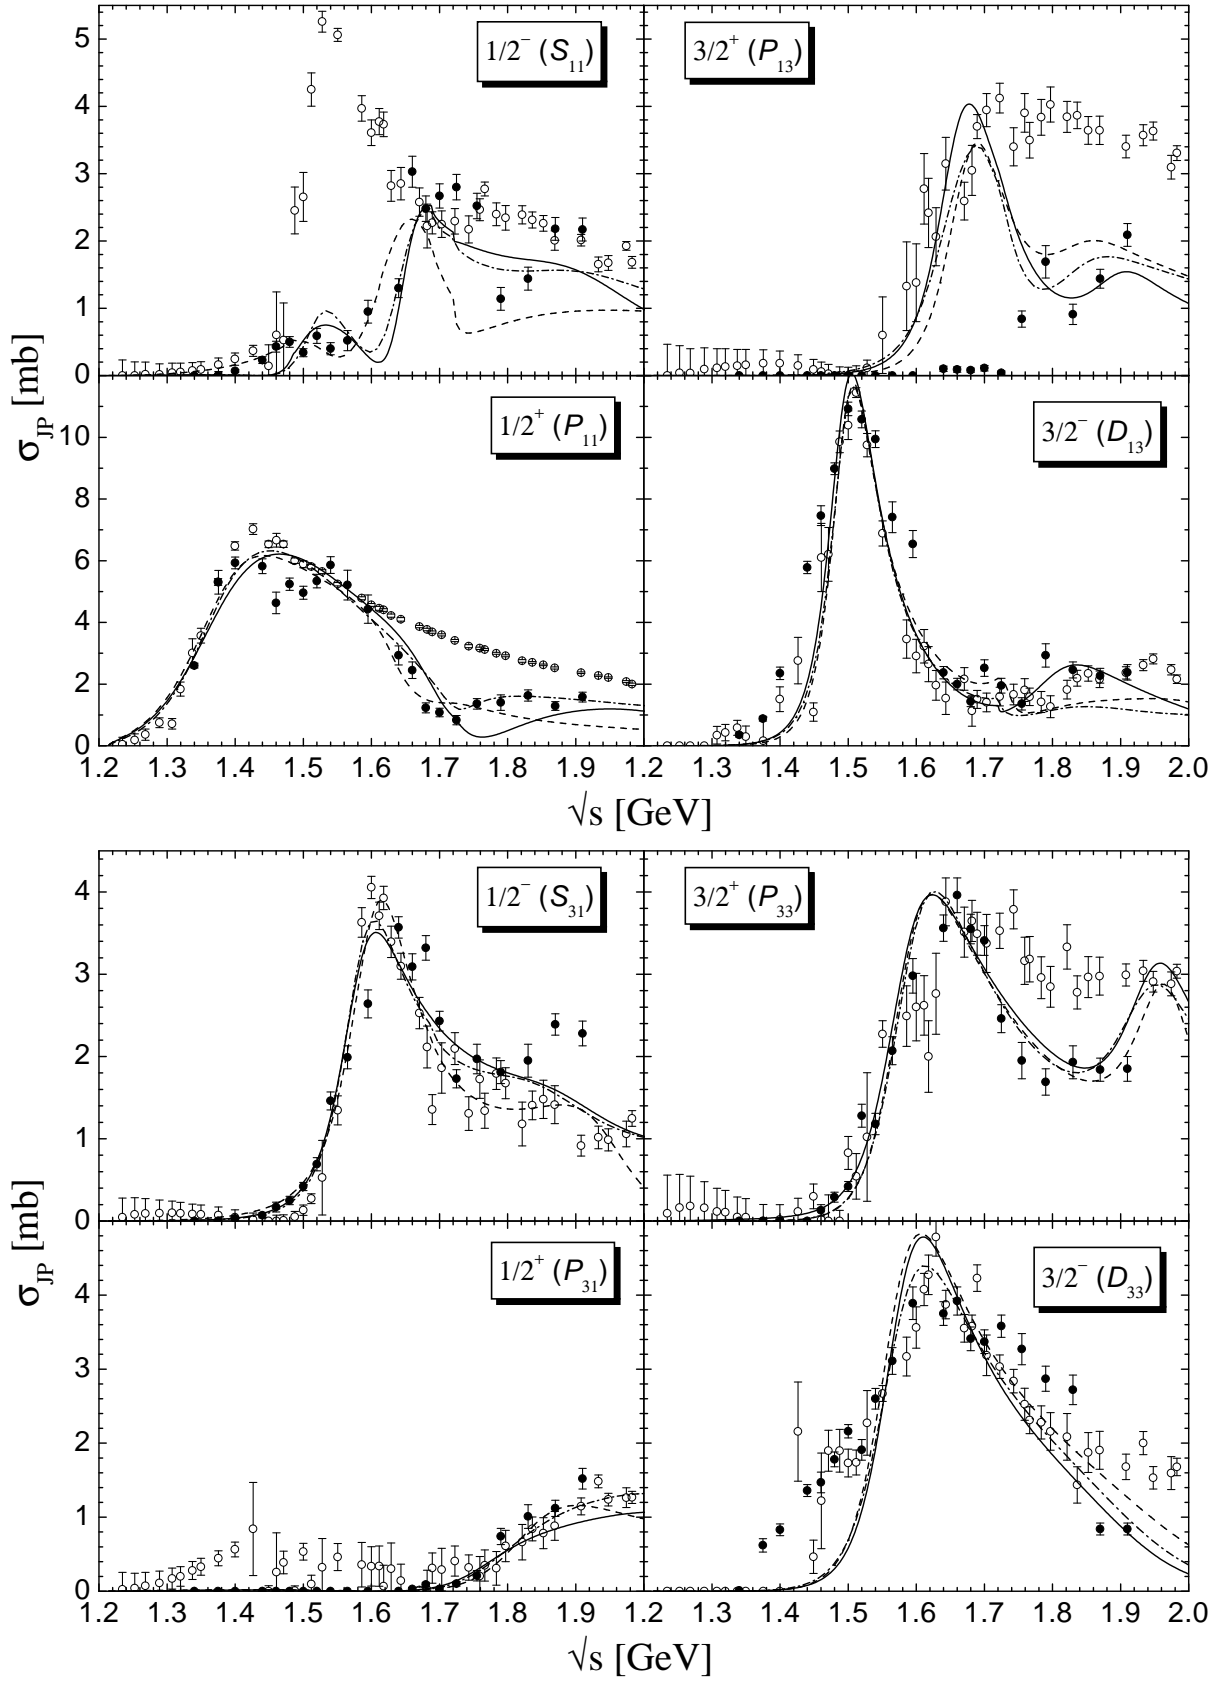 5
4
3
2
1
0
1/2⁻ (S₁₁)
3/2⁺ (P₁₃)
σ_JP [mb]
10
8
6
4
2
0
1/2⁺ (P₁₁)
3/2⁻ (D₁₃)
1.2 1.3 1.4 1.5 1.6 1.7 1.8 1.9 1.2 1.3 1.4 1.5 1.6 1.7 1.8 1.9 2.0
√s [GeV] √s [GeV]
4
3
2
1
0
1/2⁻ (S₃₁)
3/2⁺ (P₃₃)
σ_JP [mb]
4
3
2
1
0
1/2⁺ (P₃₁)
3/2⁻ (D₃₃)
1.2 1.3 1.4 1.5 1.6 1.7 1.8 1.9 1.2 1.3 1.4 1.5 1.6 1.7 1.8 1.9 2.0
√s [GeV] √s [GeV]